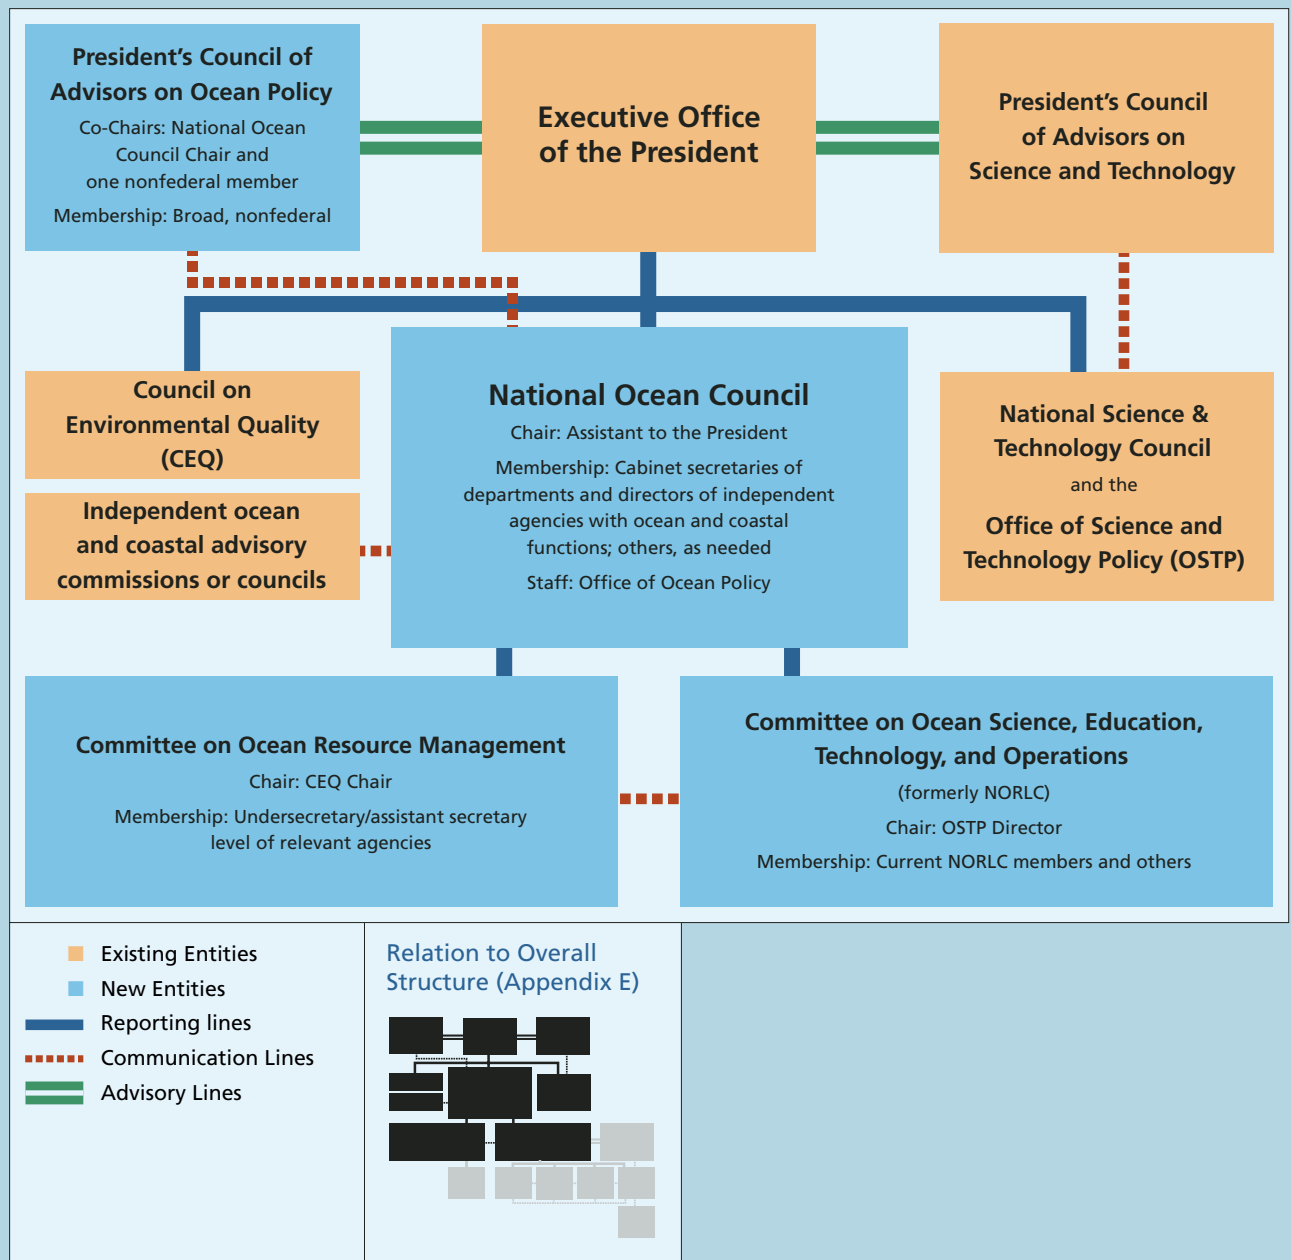 President’s Council of
Advisors on Ocean Policy
Co-Chairs: National Ocean
Council Chair and
one nonfederal member
Membership: Broad, nonfederal
Executive Office
of the President
President’s Council
of Advisors on
Science and Technology
Council on
Environmental Quality
(CEQ)
Independent ocean
and coastal advisory
commissions or councils
National Ocean Council
Chair: Assistant to the President
Membership: Cabinet secretaries of
departments and directors of independent
agencies with ocean and coastal
functions; others, as needed
Staff: Office of Ocean Policy
National Science &
Technology Council
and the
Office of Science and
Technology Policy (OSTP)
Committee on Ocean Resource Management
Chair: CEQ Chair
Membership: Undersecretary/assistant secretary
level of relevant agencies
Committee on Ocean Science, Education,
Technology, and Operations
(formerly NORLC)
Chair: OSTP Director
Membership: Current NORLC members and others
Existing Entities
New Entities
Reporting lines
Communication Lines
Advisory Lines
Relation to Overall
Structure (Appendix E)